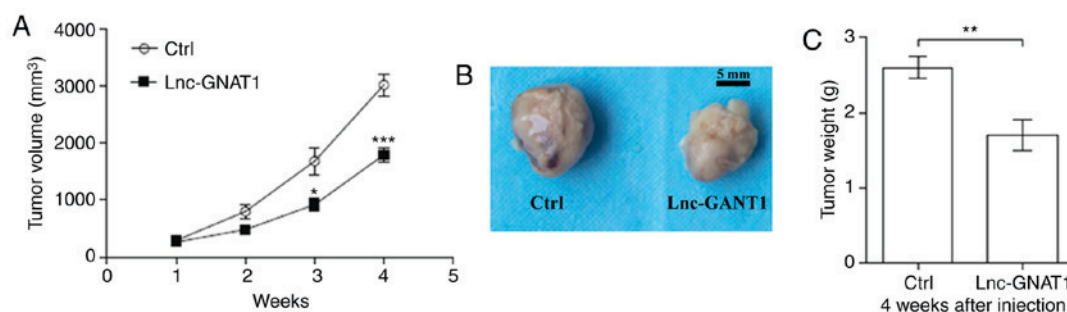 A
4000
3000
2000
1000
0
Tumor volume (mm³)
Ctrl
Lnc-GNAT1
*
***
0 1 2 3 4 5
Weeks
B
5 mm
Ctrl
Lnc-GANT1
C
**
3
2
1
0
Tumor weight (g)
Ctrl Lnc-GNAT1
4 weeks after injection